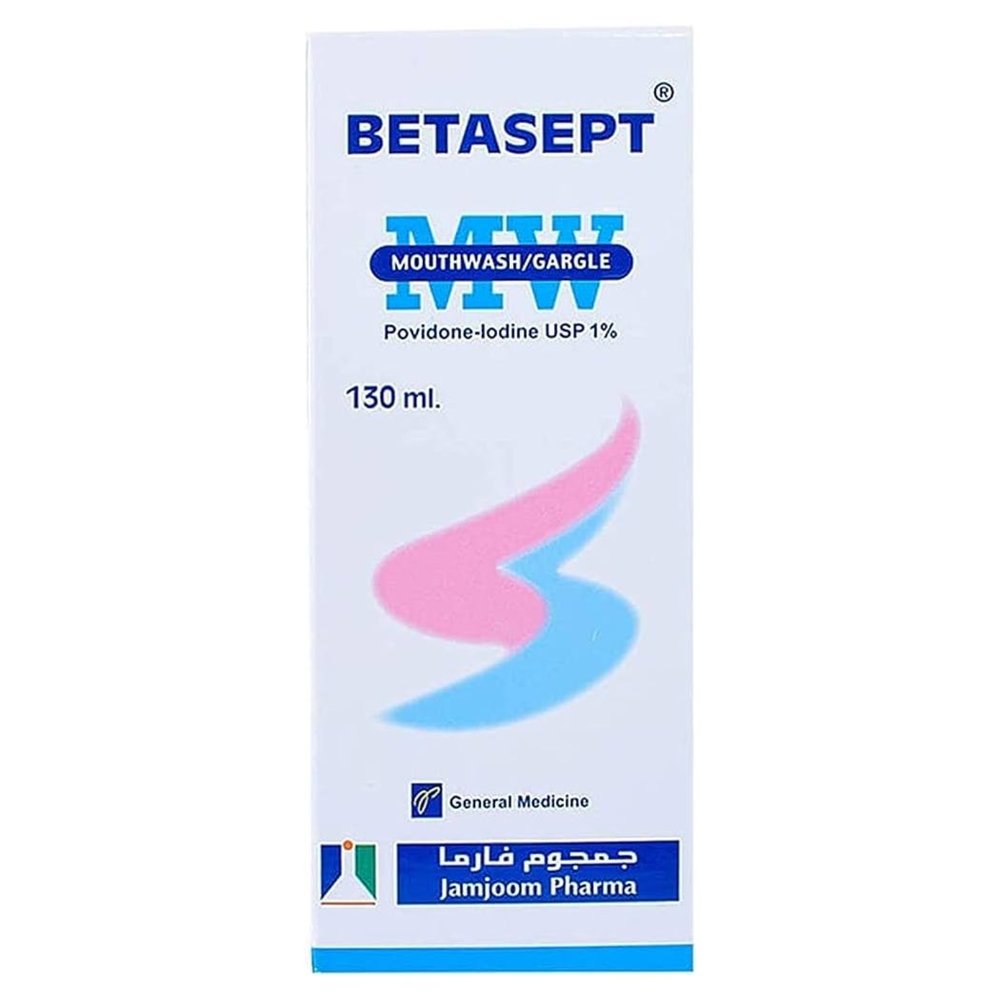 BETASEPT®
MW
MOUTHWASH/GARGLE
Povidone-Iodine USP 1%
130 ml.
General Medicine
جمجوم فارما
Jamjoom Pharma